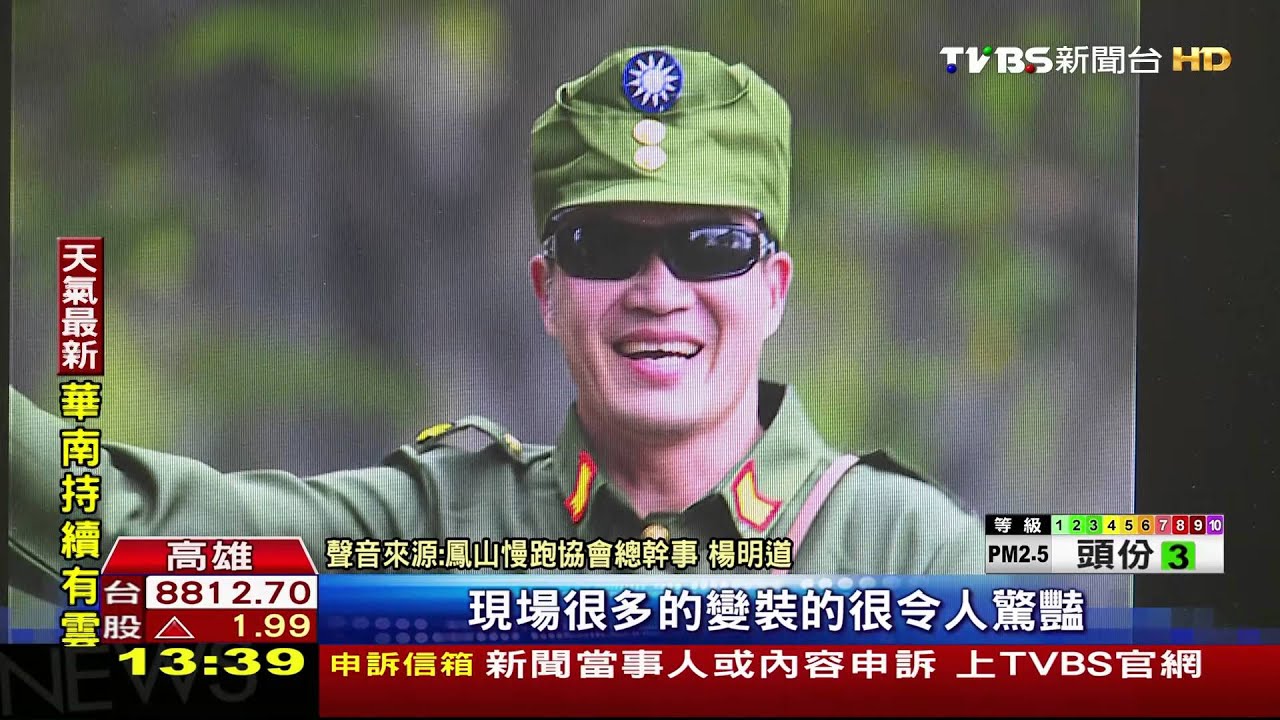 TVBS新聞台 HD
天氣最新
華南持續有雲
等級 1 2 3 4 5 6 7 8 9 10
PM2.5 頭份 3
高雄
聲音來源:鳳山慢跑協會總幹事 楊明道
台股 8812.70
△ 1.99
現場很多的變裝的很令人驚豔
13:39
申訴信箱 新聞當事人或內容申訴 上TVBS官網
NEWS